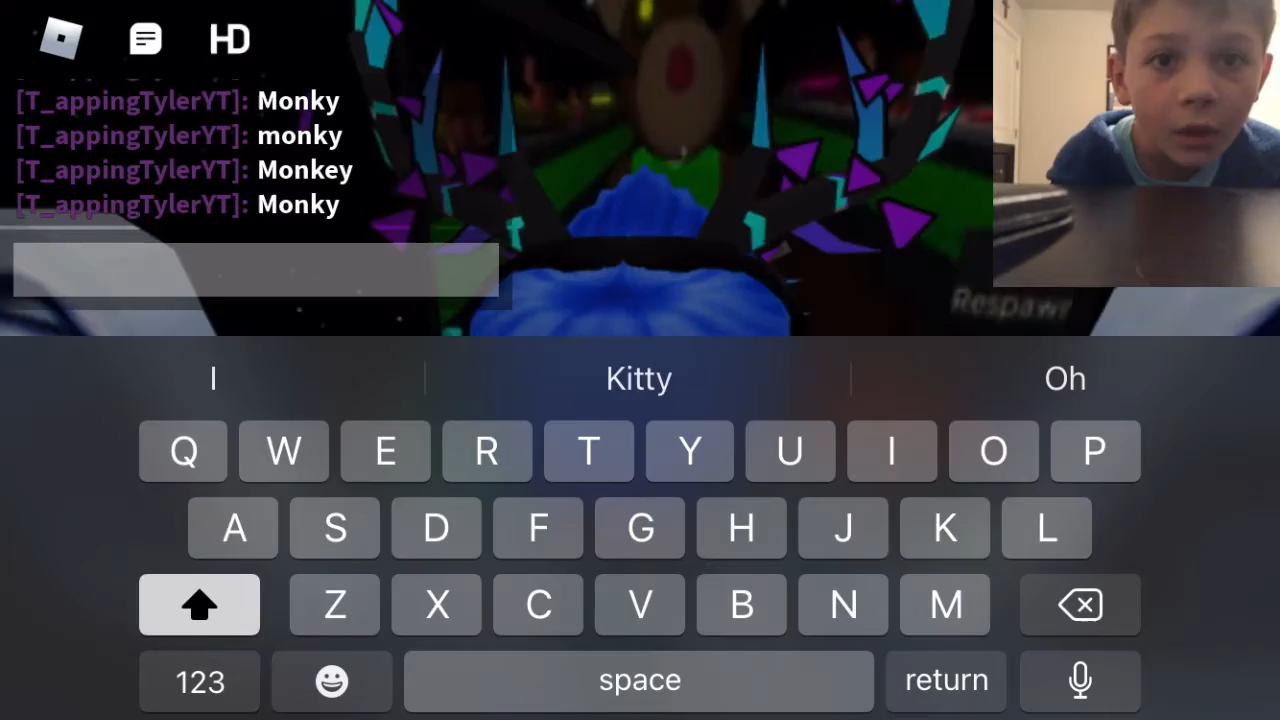 HD
[T_appingTylerYT]: Monky
[T_appingTylerYT]: monky
[T_appingTylerYT]: Monkey
[T_appingTylerYT]: Monky
Respawn
I Kitty Oh
Q W E R T Y U I O P
A S D F G H J K L
Z X C V B N M
123 space return